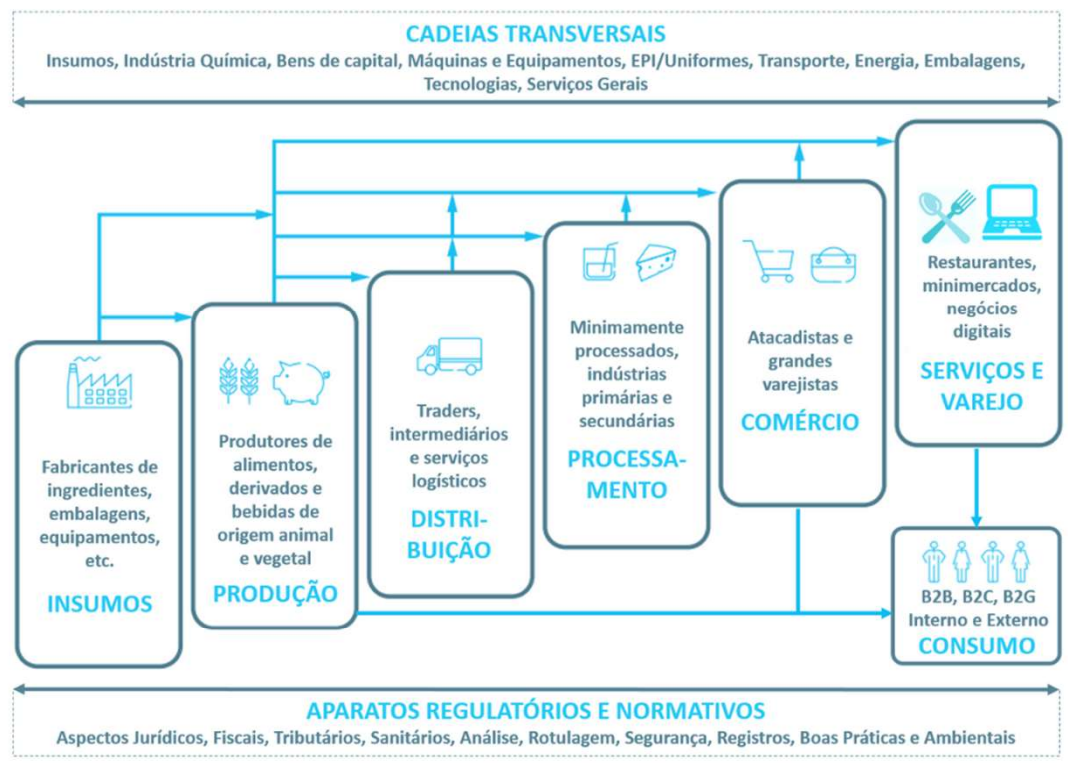 CADEIAS TRANSVERSAIS
Insumos, Indústria Química, Bens de capital, Máquinas e Equipamentos, EPI/Uniformes, Transporte, Energia, Embalagens,
Tecnologias, Serviços Gerais
Fabricantes de
ingredientes,
embalagens,
equipamentos,
etc.
INSUMOS
Produtores de
alimentos,
derivados e
bebidas de
origem animal
e vegetal
PRODUÇÃO
Traders,
intermediários
e serviços
logísticos
DISTRI-
BUIÇÃO
Minimamente
processados,
indústrias
primárias e
secundárias
PROCESSA-
MENTO
Atacadistas e
grandes
varejistas
COMÉRCIO
Restaurantes,
minimercados,
negócios
digitais
SERVIÇOS E
VAREJO
B2B, B2C, B2G
Interno e Externo
CONSUMO
APARATOS REGULATÓRIOS E NORMATIVOS
Aspectos Jurídicos, Fiscais, Tributários, Sanitários, Análise, Rotulagem, Segurança, Registros, Boas Práticas e Ambientais